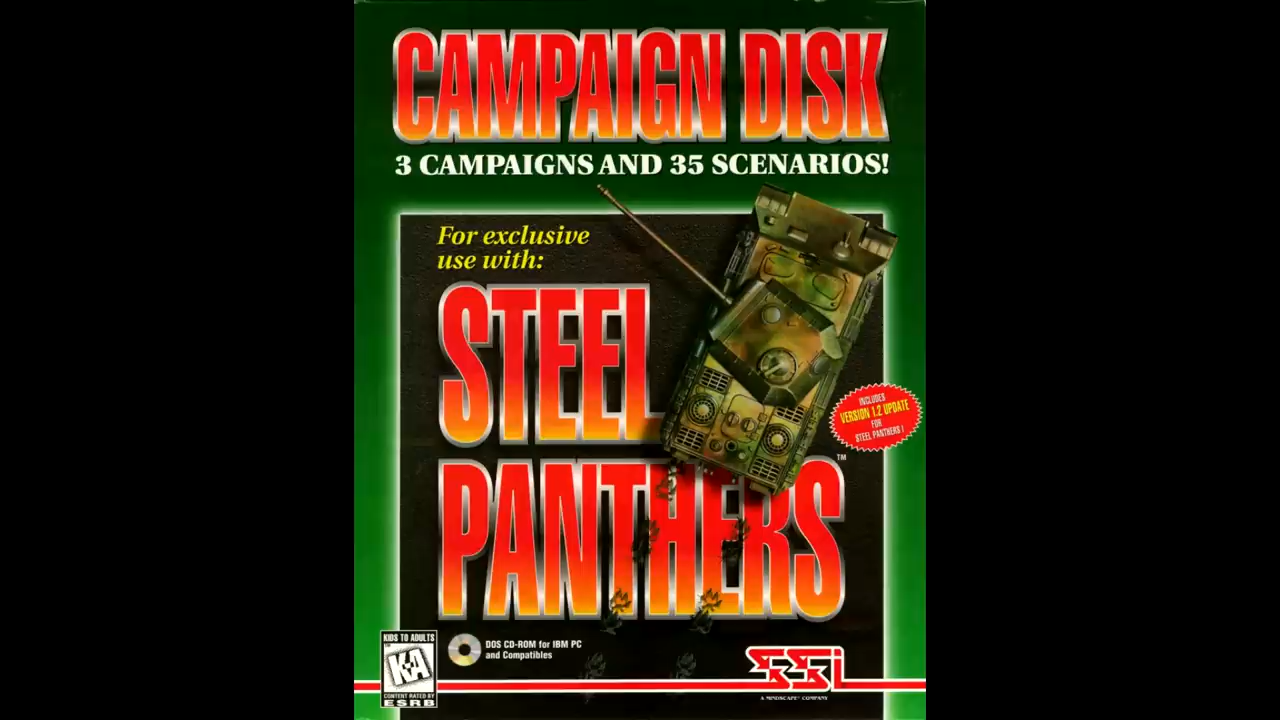 CAMPAIGN DISK
3 CAMPAIGNS AND 35 SCENARIOS!
For exclusive
use with:
STEEL
PANTHERS™
INCLUDES
VERSION 1.2 UPDATE
FOR
STEEL PANTHERS I
KIDS TO ADULTS
K-A
CONTENT RATED BY
ESRB
DOS CD-ROM for IBM PC
and Compatibles
SSI
A MINDSCAPE® COMPANY